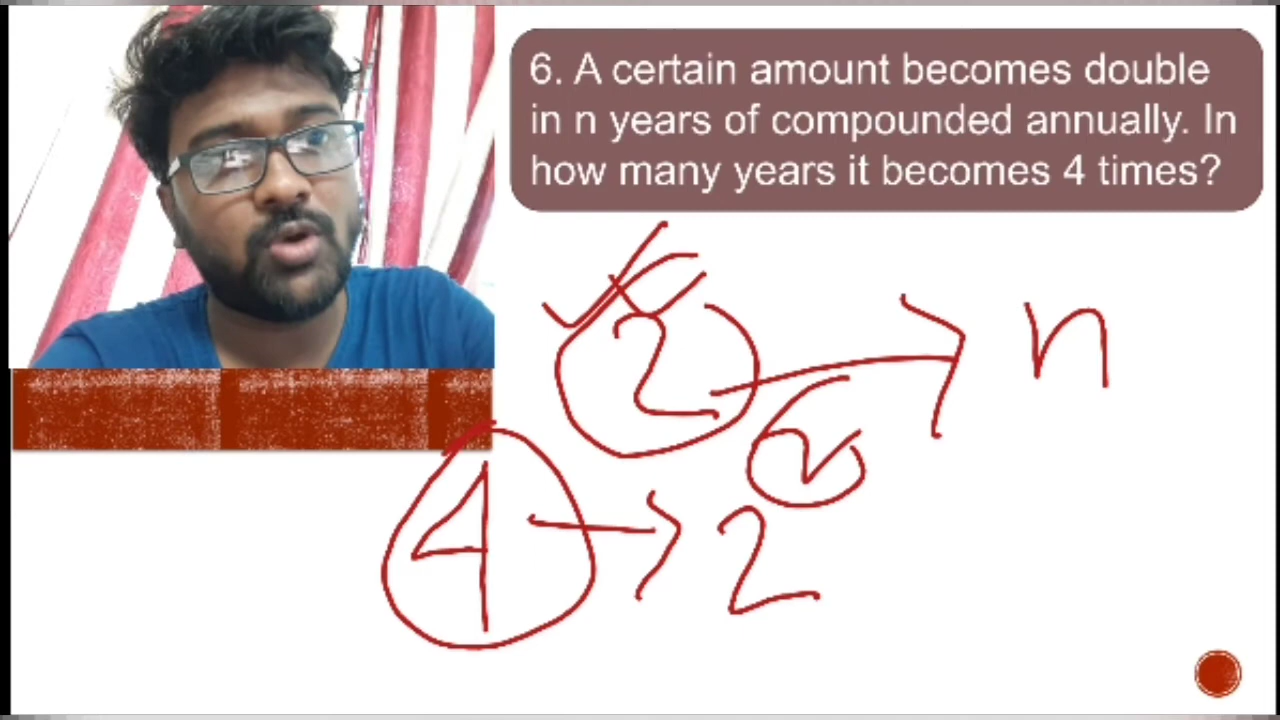 6. A certain amount becomes double
in n years of compounded annually. In
how many years it becomes 4 times?
2 → n
2
4 → 2